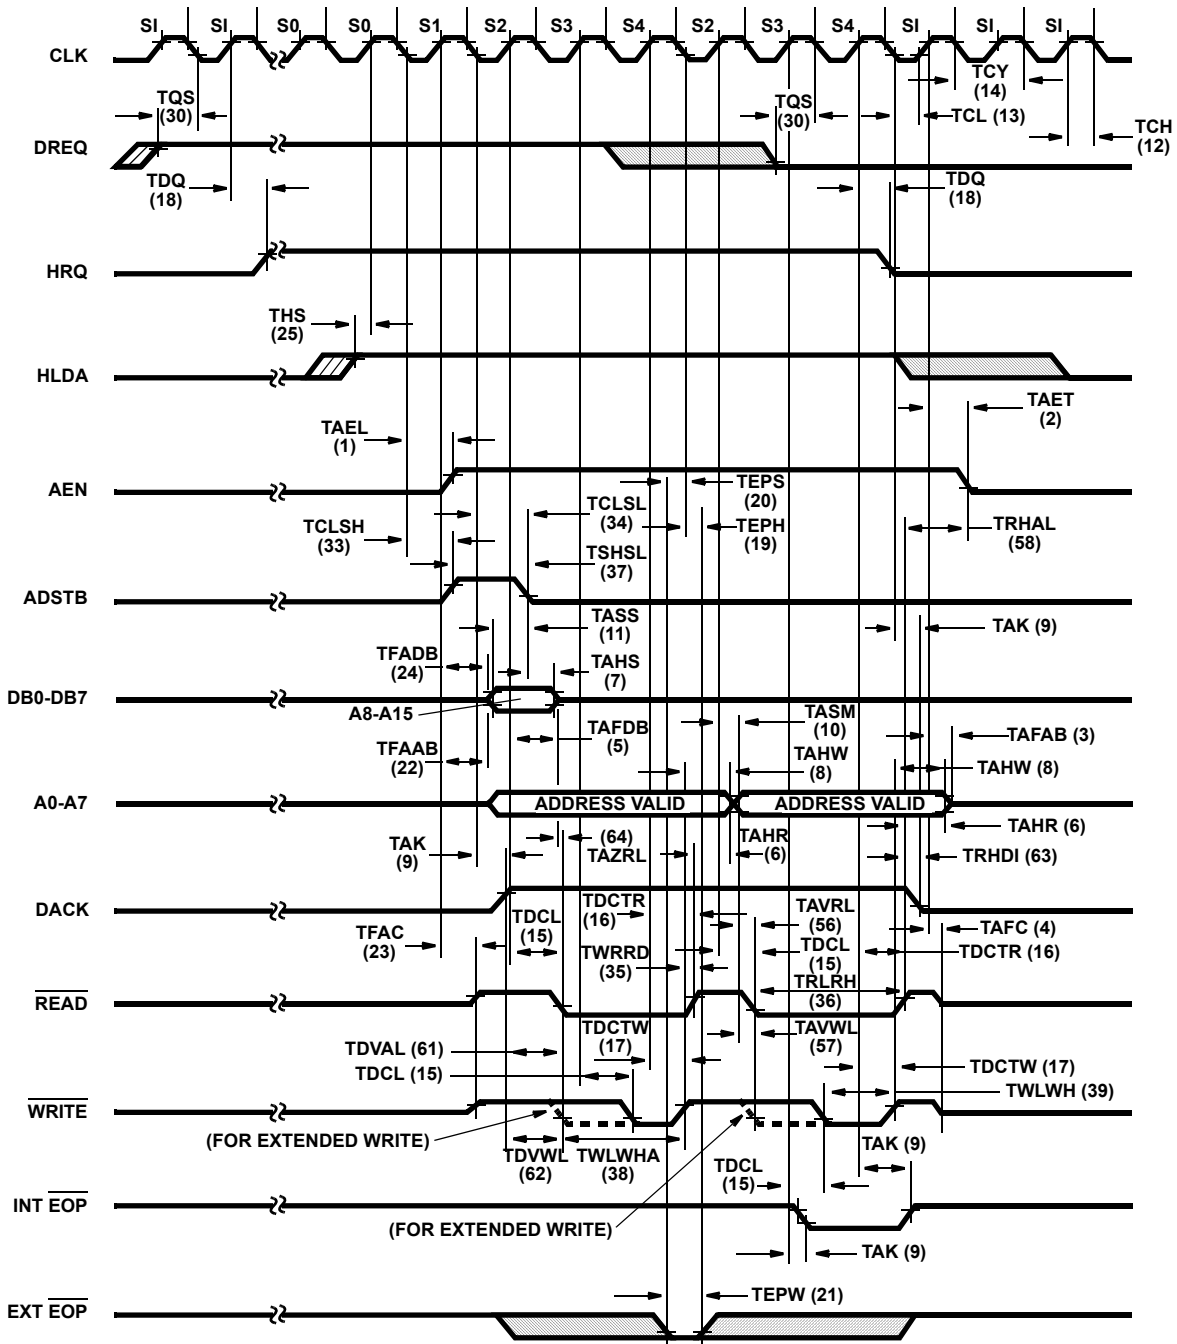 SI SI S0 S0 S1 S2 S3 S4 S2 S3 S4 SI SI SI
CLK
TCY
(14)
TQS
(30)
TQS
(30)
TCL (13)
TCH
(12)
DREQ
TDQ
(18)
TDQ
(18)
HRQ
THS
(25)
HLDA
TAET
(2)
TAEL
(1)
AEN
TEPS
(20)
TCLSL
(34)
TEPH
(19)
TRHAL
(58)
TCLSH
(33)
TSHSL
(37)
ADSTB
TASS
(11)
TAK (9)
TFADB
(24)
TAHS
(7)
DB0-DB7
A8-A15
TAFDB
(5)
TASM
(10)
TAFAB (3)
TFAAB
(22)
TAHW
(8)
TAHW (8)
A0-A7
ADDRESS VALID ADDRESS VALID
TAHR (6)
TAK
(9)
(64)
TAZRL
TAHR
(6)
TRHDI (63)
DACK
TDCTR
(16)
TAVRL
(56)
TAFC (4)
TFAC
(23)
TDCL
(15)
TWRRD
(35)
TDCL
(15)
TDCTR (16)
TRLRH
(36)
READ
TDCTW
(17)
TAVWL
(57)
TDVAL (61)
TDCTW (17)
TDCL (15)
TWLWH (39)
WRITE
(FOR EXTENDED WRITE)
TDVWL
(62)
TWLWHA
(38)
TAK (9)
TDCL
(15)
INT EOP
(FOR EXTENDED WRITE)
TAK (9)
TEPW (21)
EXT EOP